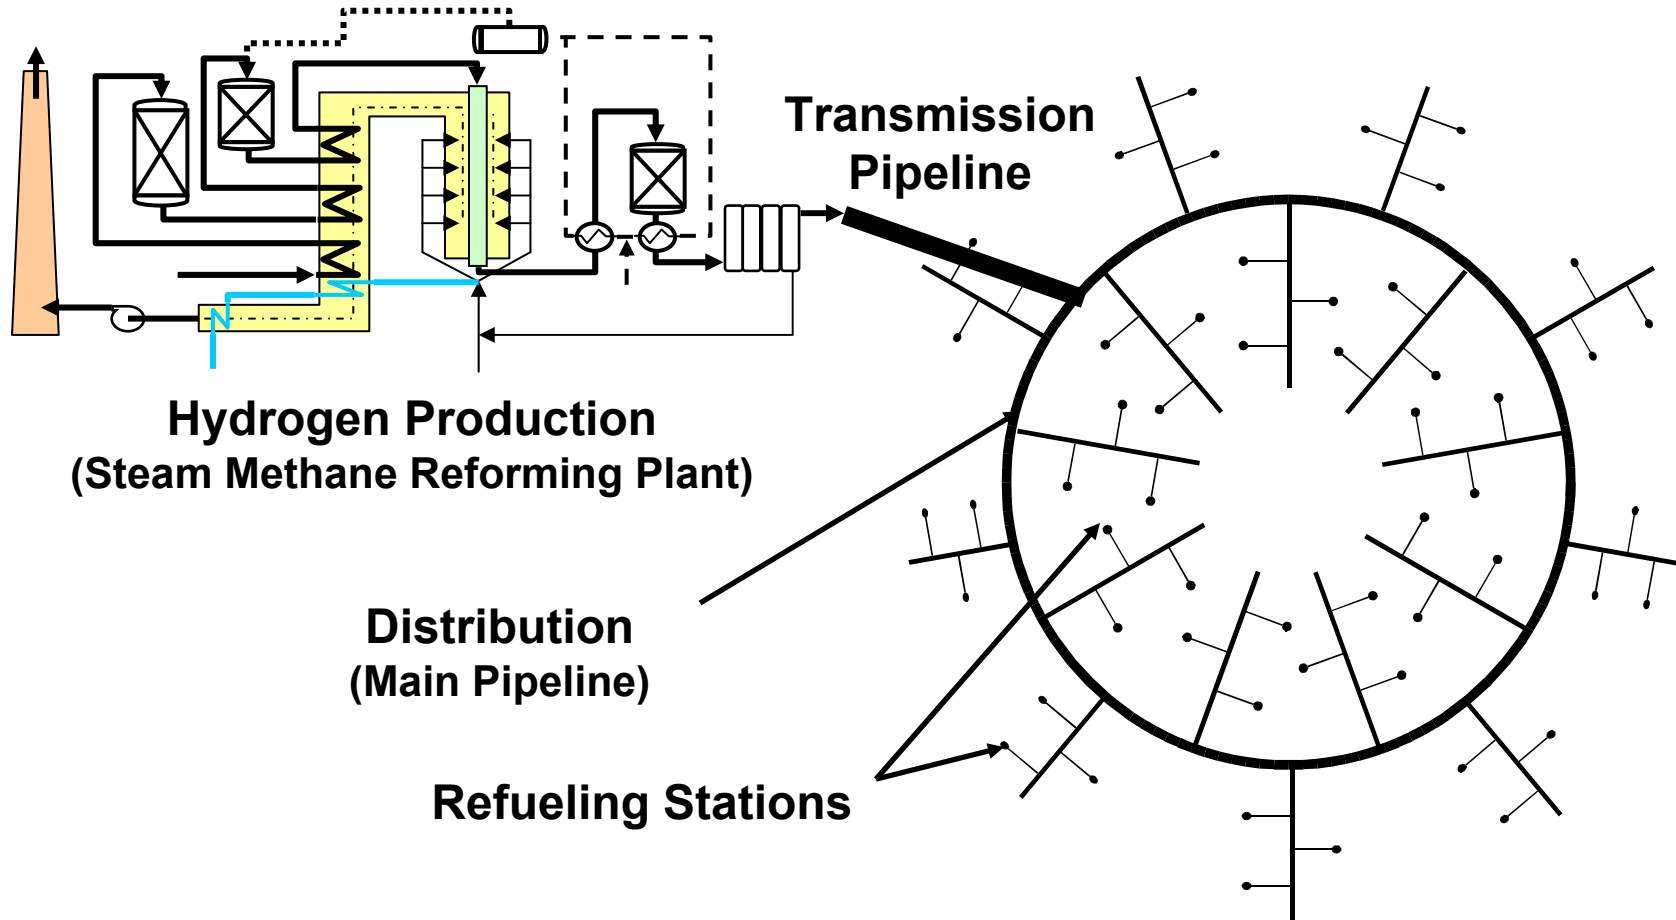 Transmission
Pipeline
Hydrogen Production
(Steam Methane Reforming Plant)
Distribution
(Main Pipeline)
Refueling Stations